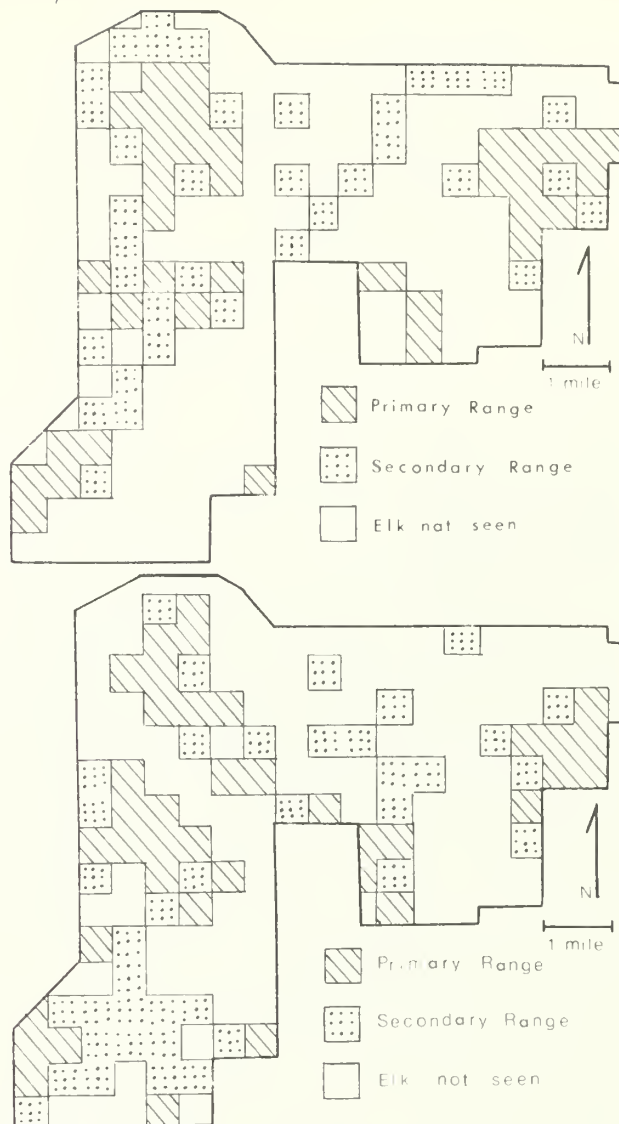 N
1 mile
Primary Range
Secondary Range
Elk nat seen
N
1 mile
Primary Range
Secondary Range
Elk not seen